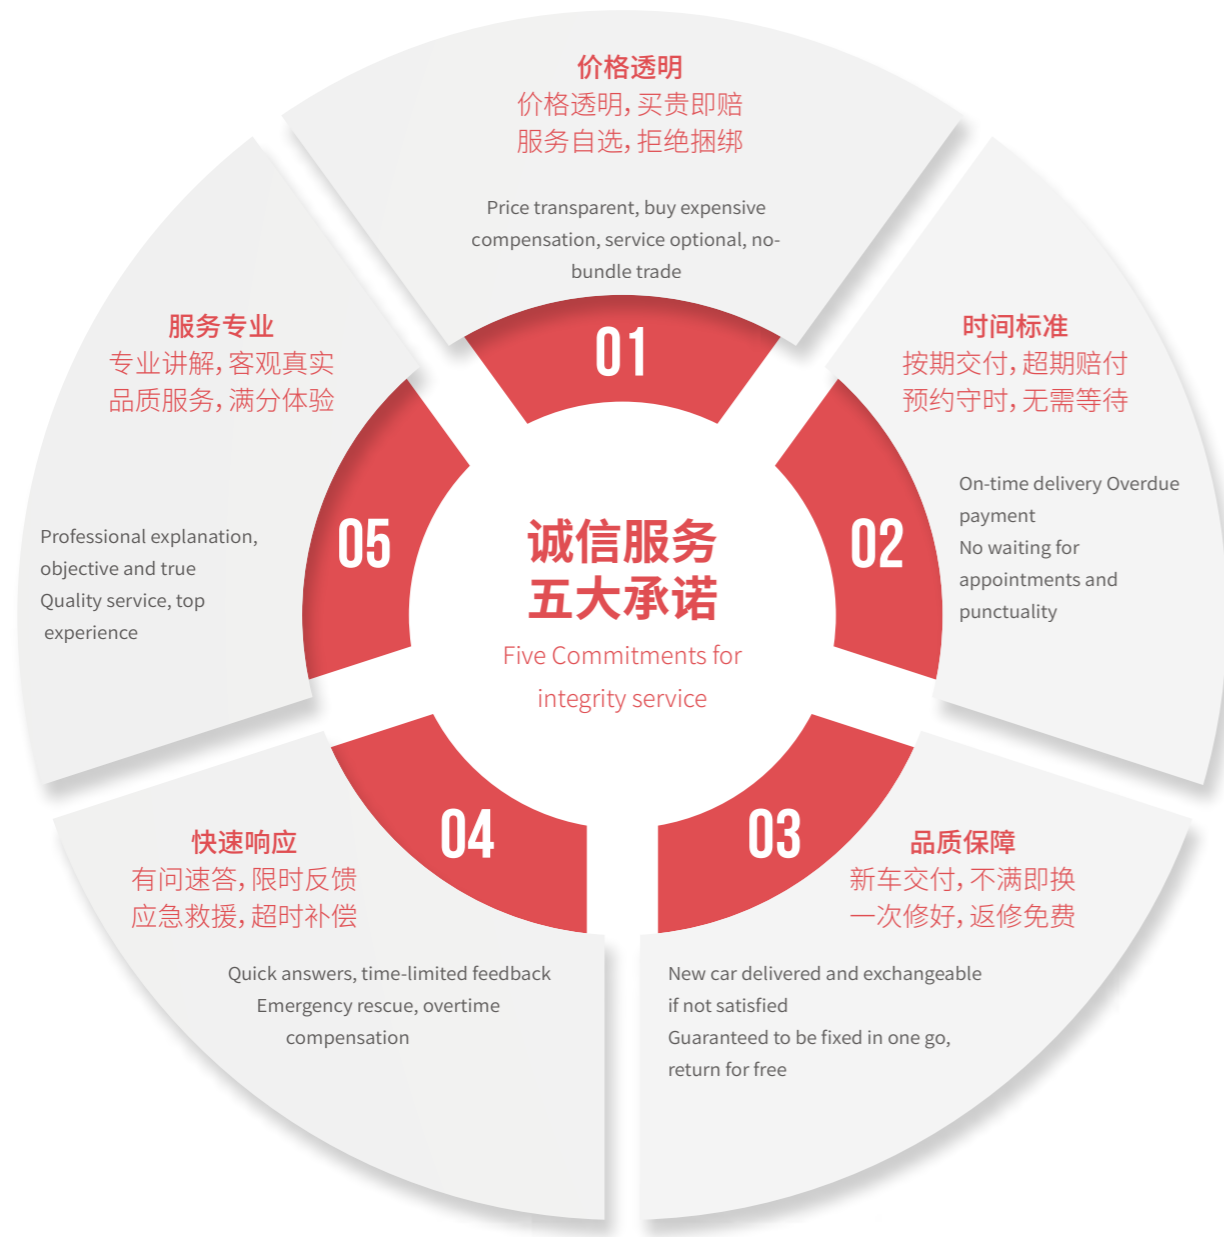 诚信服务
五大承诺
Five Commitments for
integrity service
01
价格透明
价格透明，买贵即赔
服务自选，拒绝捆绑
Price transparent, buy expensive
compensation, service optional, no-
bundle trade
02
时间标准
按期交付，超期赔付
预约守时，无需等待
On-time delivery Overdue
payment
No waiting for
appointments and
punctuality
03
品质保障
新车交付，不满即换
一次修好，返修免费
New car delivered and exchangeable
if not satisfied
Guaranteed to be fixed in one go,
return for free
04
快速响应
有问速答，限时反馈
应急救援，超时补偿
Quick answers, time-limited feedback
Emergency rescue, overtime
compensation
05
服务专业
专业讲解，客观真实
品质服务，满分体验
Professional explanation,
objective and true
Quality service, top
experience